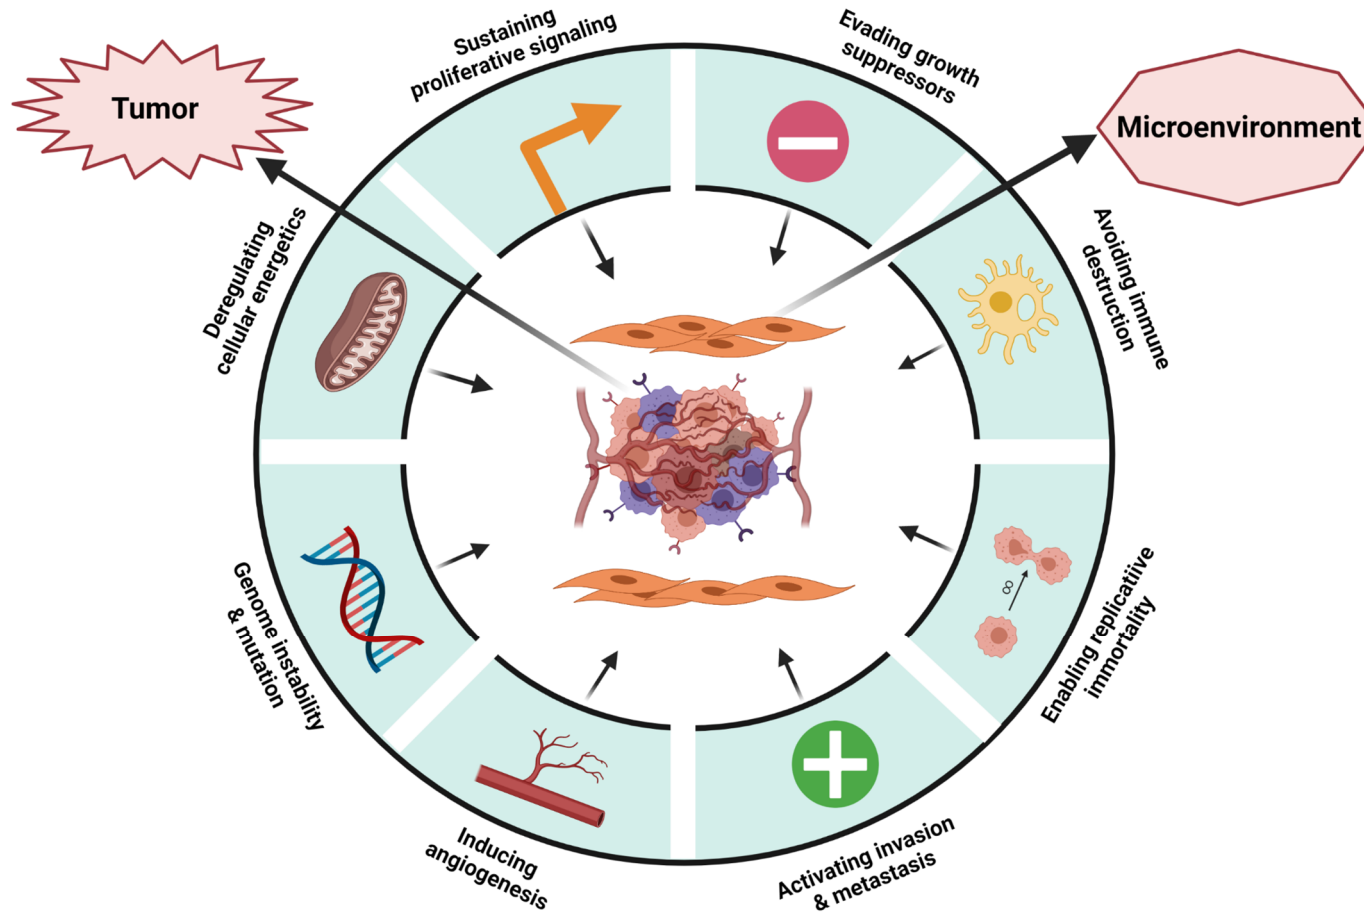 Sustaining
proliferative signaling
Evading growth
suppressors
Tumor
Microenvironment
Deregulating
cellular energetics
Avoiding immune
destruction
∞
Genome instability
& mutation
Enabling replicatiive
immortality
Inducing
angiogenesis
Activating invasion
& metastasis